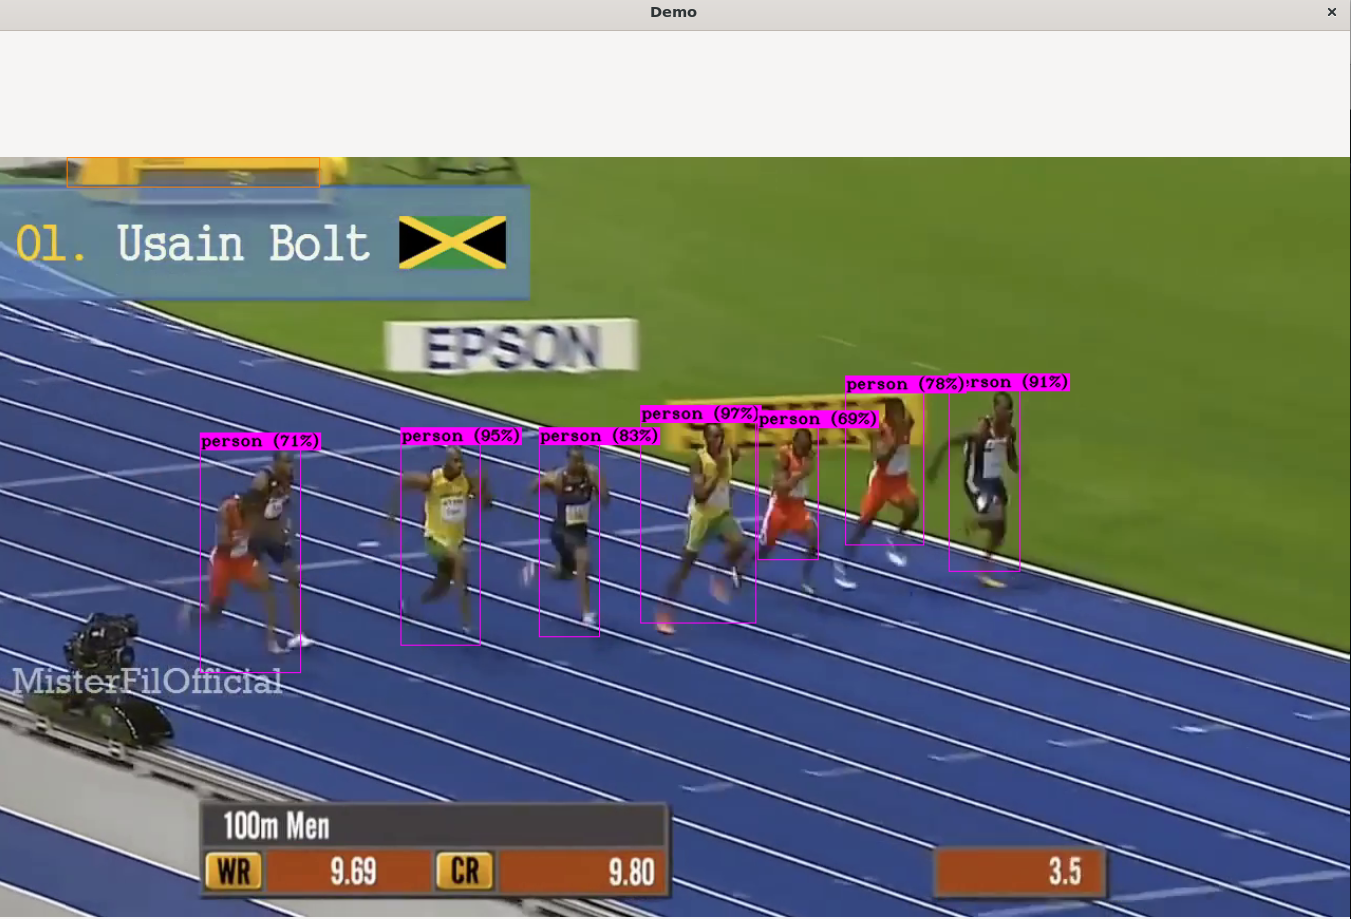 Demo
01. Usain Bolt
EPSON
person (78%)
rson (91%)
person (97%)
person (69%)
person (71%)
person (95%)
person (83%)
MisterFilOfficial
100m Men
WR 9.69 CR 9.80
3.5